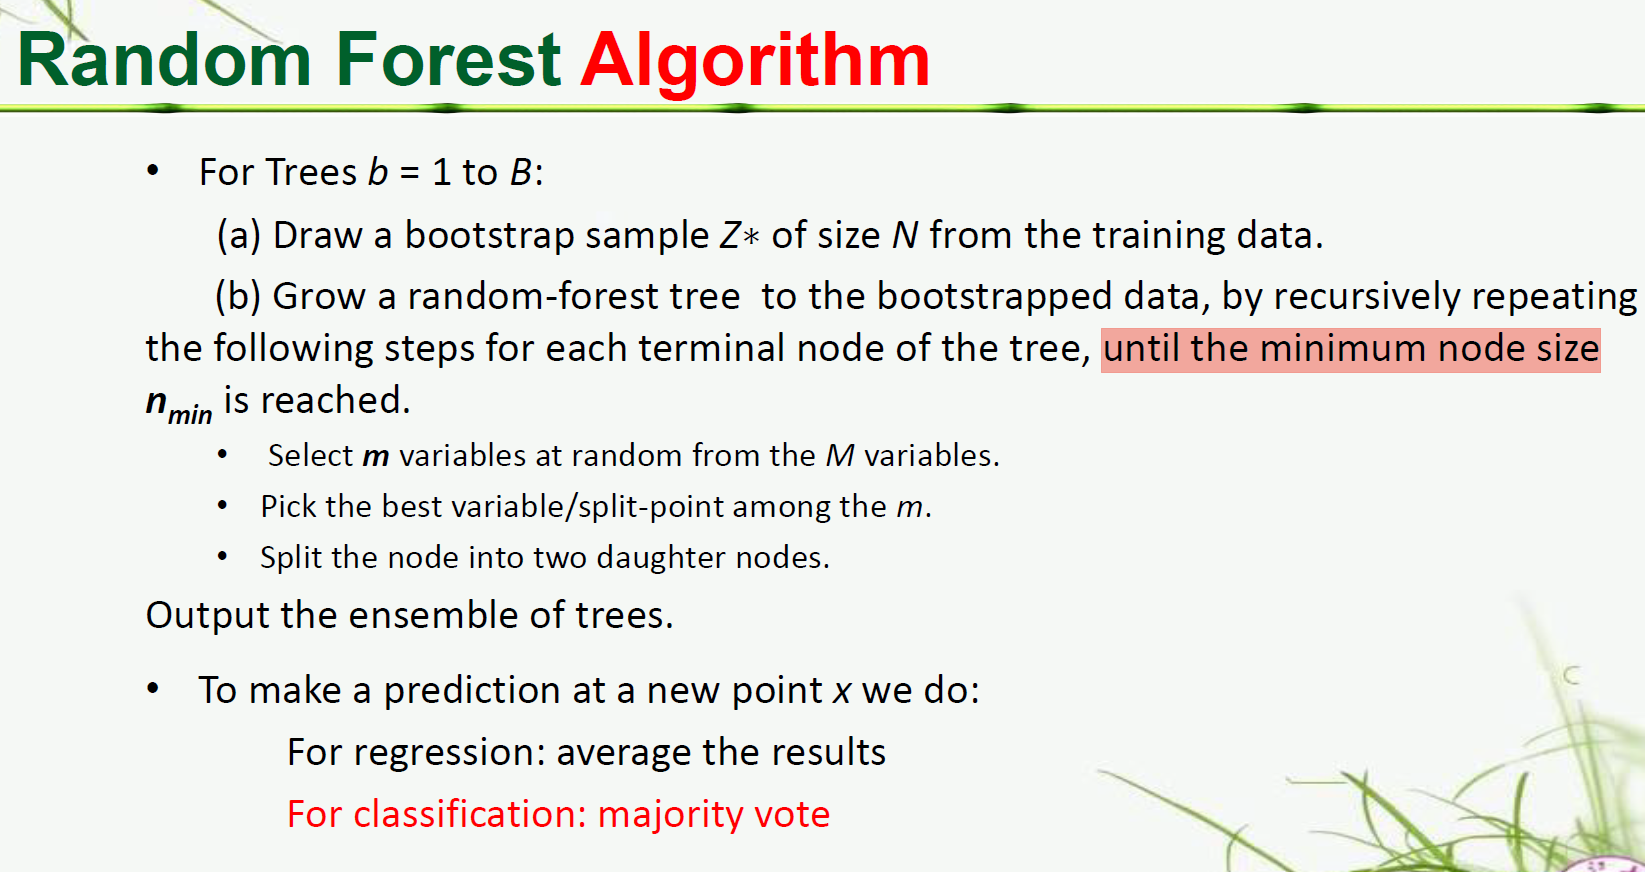 Random Forest Algorithm
• For Trees b = 1 to B:
(a) Draw a bootstrap sample Z∗ of size N from the training data.
(b) Grow a random-forest tree to the bootstrapped data, by recursively repeating
the following steps for each terminal node of the tree, until the minimum node size
nmin is reached.
• Select m variables at random from the M variables.
• Pick the best variable/split-point among the m.
• Split the node into two daughter nodes.
Output the ensemble of trees.
• To make a prediction at a new point x we do:
For regression: average the results
For classification: majority vote